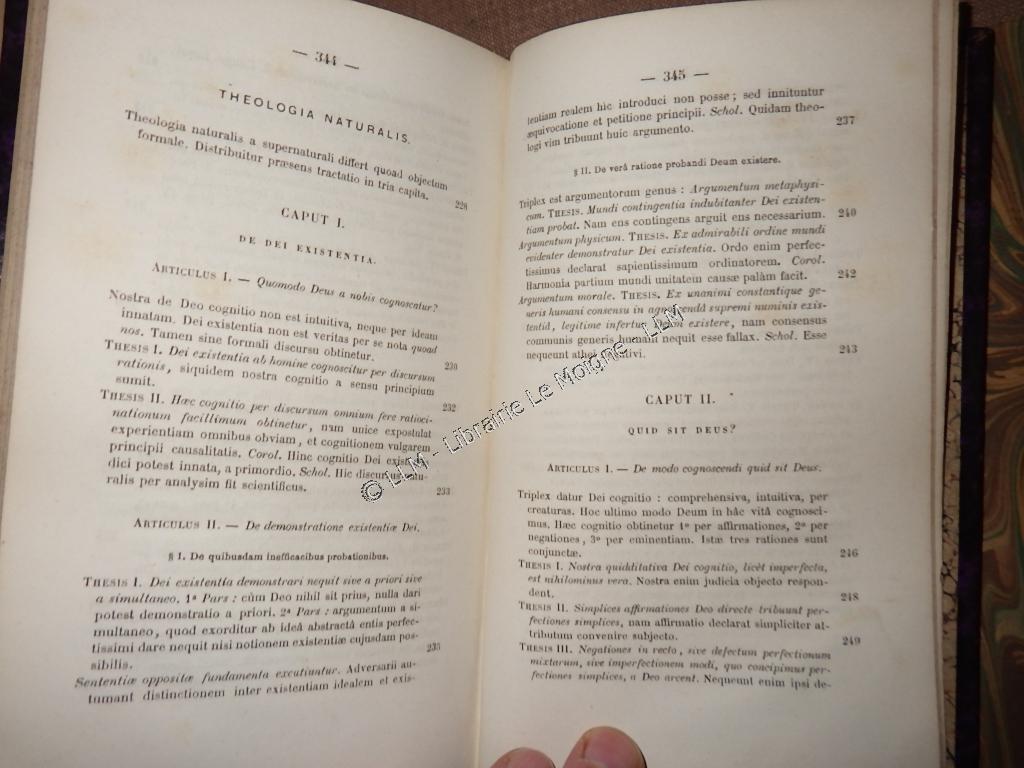 — 344 —
THEOLOGIA NATURALIS.
Theologia naturalis a supernaturali differt quoad objectum
formale. Distribuitur præsens tractatio in tria capita. 228
CAPUT I.
DE DEI EXISTENTIA.
ARTICULUS I. — Quomodo Deus a nobis cognoscatur?
Nostra de Deo cognitio non est intuitiva, neque per ideam
innatam. Dei existentia non est veritas per se nota quoad
nos. Tamen sine formali discursu obtinetur. 230
THESIS I. Dei existentia ab homine cognoscitur per discursum
rationis, siquidem nostra cognitio a sensu principium
sumit. 232
THESIS II. Hæc cognitio per discursum omnium fere ratioci-
nationum facillimum obtinetur, nam unice expostulat
experientiam omnibus obviam, et cognitionem vulgarem
principii causalitatis. Corol. Hinc cognitio Dei existendi
dici potest innata, a primordio. Schol. Hic discursus
ralis per analysim fit scientificus. 233
ARTICULUS II. — De demonstratione existentiæ Dei.
§ I. De quibusdam inefficacibus probationibus.
THESIS I. Dei existentia demonstrari nequit sive a priori sive
a simultaneo. 1ª Pars : cùm Deo nihil sit prius, nulla dari
potest demonstratio a priori. 2ª Pars : argumentum a si-
multaneo, quod exorditur ab ideâ abstractâ entis perfec-
tissimi dare nequit nisi notionem existentiæ cujusdam pos-
sibilis. 235
Sententiæ oppositæ fundamenta excutiuntur. Adversarii au-
tumant distinctionem inter existentiam idealem et exis-
— 345 —
tentiam realem hìc introduci non posse; sed innituntur
æquivocatione et petitione principii. Schol. Quidam theo-
logi vim tribuunt huic argumento. 237
§ II. De verâ ratione probandi Deum existere.
Triplex est argumentorum genus : Argumentum metaphysi-
cum. THESIS. Mundi contingentia indubitanter Dei existen-
tiam probat. Nam ens contingens arguit ens necessarium. 240
Argumentum physicum. THESIS. Ex admirabili ordine mundi
evidenter demonstratur Dei existentia. Ordo enim perfec-
tissimus declarat sapientissimum ordinatorem. Corol.
Harmonia partium mundi unitatem causæ palàm facit. 242
Argumentum morale. THESIS. Ex unanimi constantique ge-
neris humani consensu in agnoscendâ supremi numinis exis-
tentiâ, legitime infertur Deum existere, nam consensus
communis generis humani nequit esse fallax. Schol. Esse
nequeunt athei 243
CAPUT II.
QUID SIT DEUS?
ARTICULUS I. — De modo cognoscendi quid sit Deus.
Triplex datur Dei cognitio : comprehensiva, intuitiva, per
creaturas. Hoc ultimo modo Deum in hâc vitâ cognosci-
mus. Hæc cognitio obtinetur 1º per affirmationes, 2º per
negationes, 3º per eminentiam. Istæ tres rationes sunt
conjunctæ. 246
THESIS I. Nostra quidditativa Dei cognitio, licèt imperfecta,
est nihilominus vera. Nostra enim judicia objecto respon-
dent. 248
THESIS II. Simplices affirmationes Deo directe tribuunt per-
fectiones simplices, nam affirmatio declarat simpliciter at-
tributum convenire subjecto. 249
THESIS III. Negationes in recto, sive defectum perfectionum
mixtarum, sive imperfectionem modi, quo concipimus per-
fectiones simplices, a Deo arcent. Nequeunt enim ipsi de-
© LLM - Librairie Le Moigne - LLM